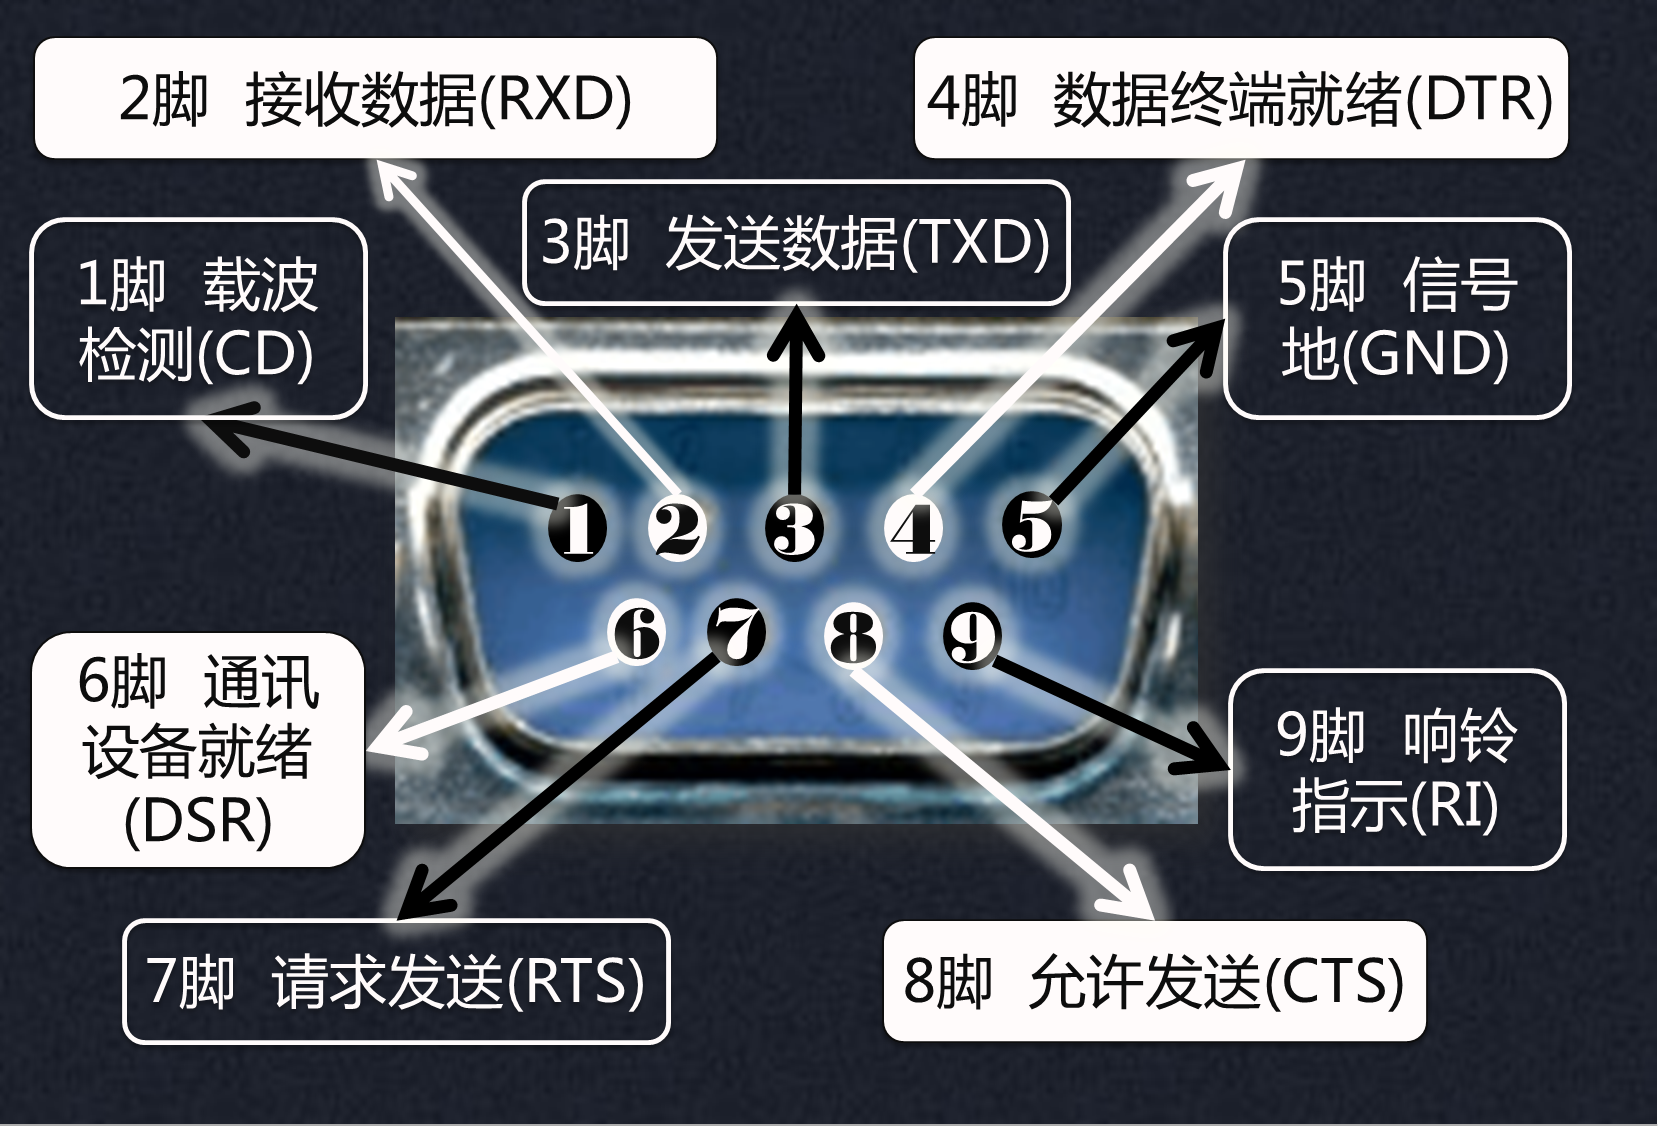 2脚 接收数据(RXD)
4脚 数据终端就绪(DTR)
3脚 发送数据(TXD)
1脚 载波
检测(CD)
5脚 信号
地(GND)
1
2
3
4
5
6
7
8
9
6脚 通讯
设备就绪
(DSR)
9脚 响铃
指示(RI)
7脚 请求发送(RTS)
8脚 允许发送(CTS)